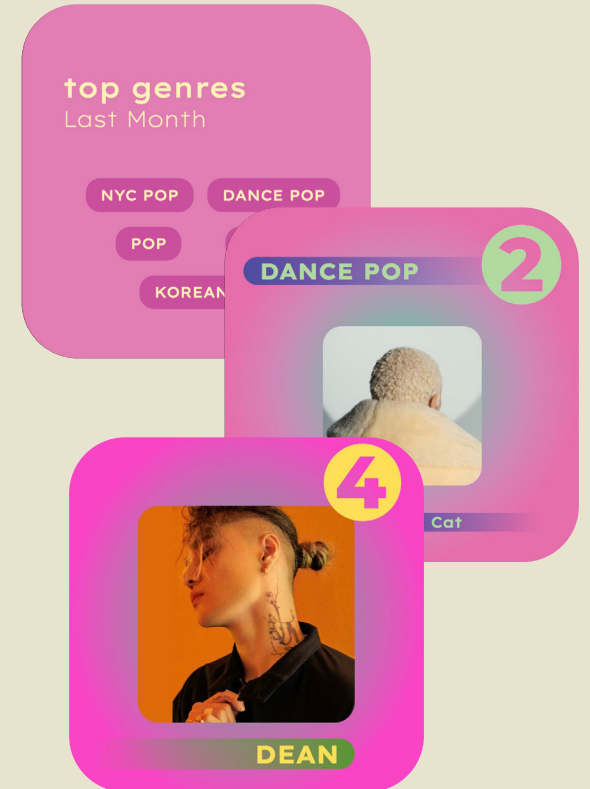 top genres
Last Month
NYC POP
DANCE POP
POP
KOREAN
DANCE POP
2
Cat
4
DEAN